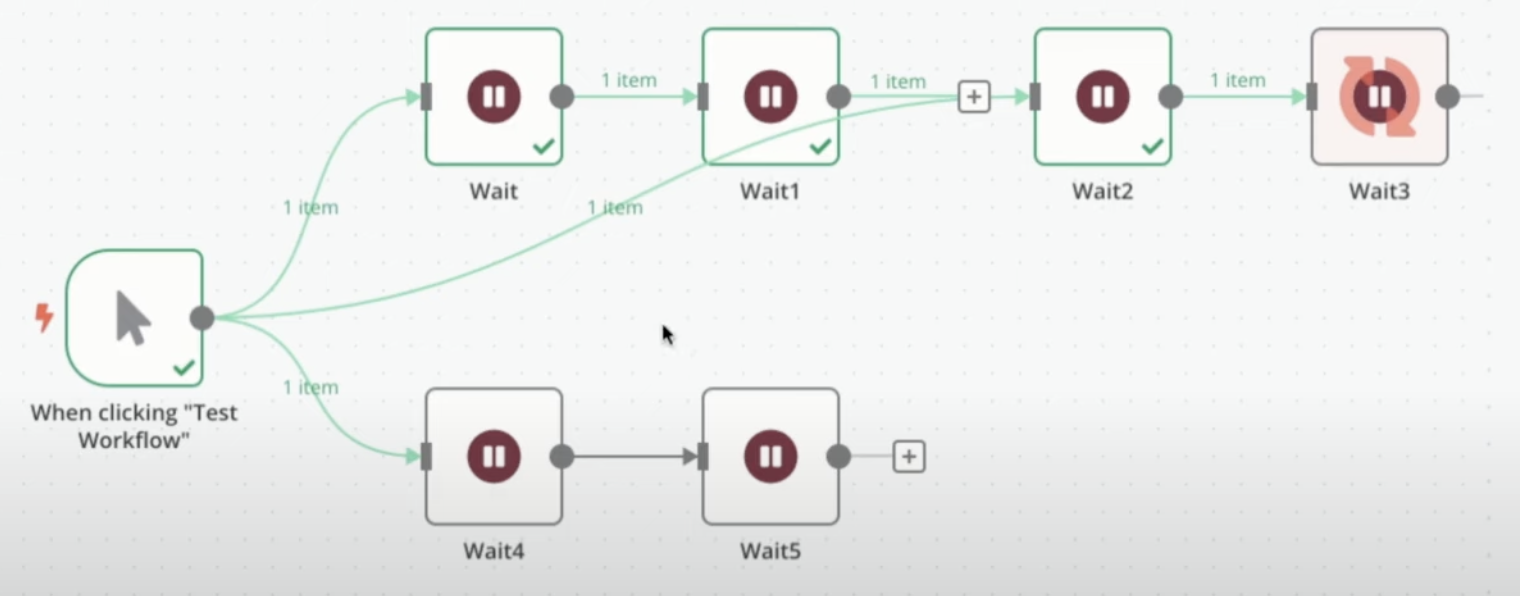 1 item
1 item
1 item
Wait
Wait1
Wait2
Wait3
1 item
1 item
1 item
When clicking "Test
Workflow"
Wait4
Wait5